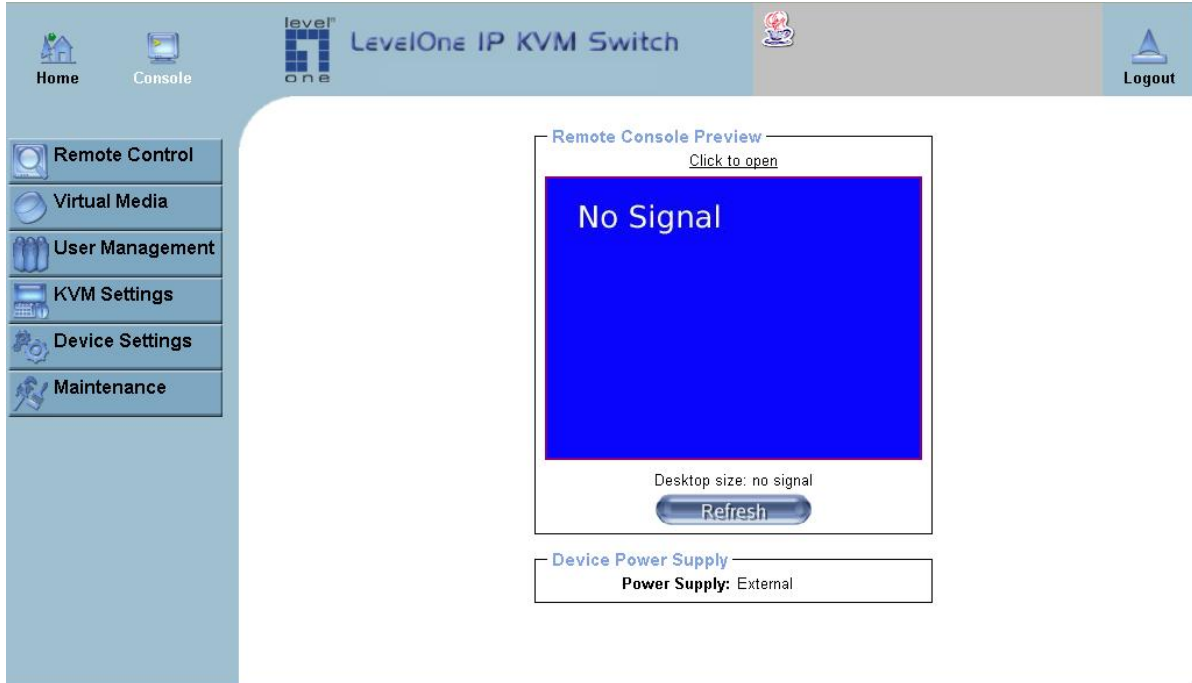 Home
Console
level"
one
LevelOne IP KVM Switch
Logout
Remote Control
Virtual Media
User Management
KVM Settings
Device Settings
Maintenance
Remote Console Preview
Click to open
No Signal
Desktop size: no signal
Refresh
Device Power Supply
Power Supply: External